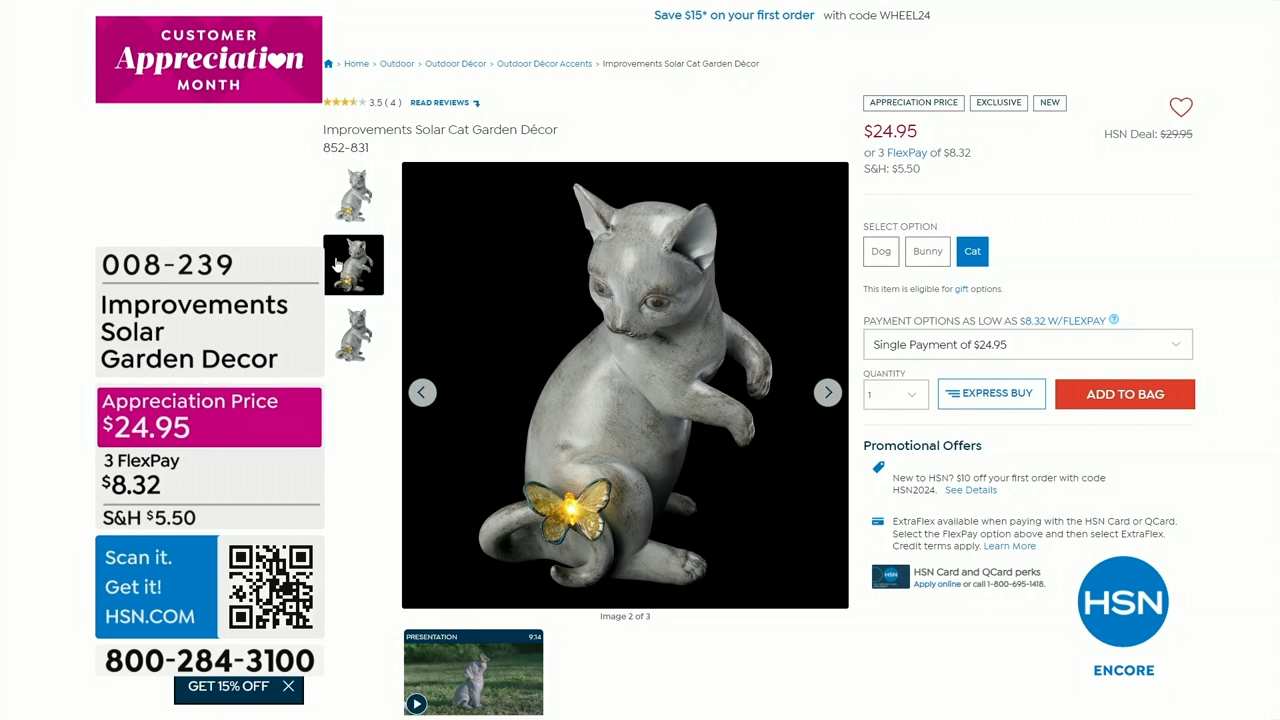 Save $15* on your first order with code WHEEL24
CUSTOMER
Appreciation
MONTH
> Home > Outdoor > Outdoor Décor > Outdoor Décor Accents > Improvements Solar Cat Garden Décor
3.5 ( 4 ) READ REVIEWS
Improvements Solar Cat Garden Décor
852-831
APPRECIATION PRICE
EXCLUSIVE
NEW
$24.95
HSN Deal: $29.95
or 3 FlexPay of $8.32
S&H: $5.50
SELECT OPTION
Dog
Bunny
Cat
This item is eligible for gift options.
PAYMENT OPTIONS AS LOW AS $8.32 W/FLEXPAY ?
Single Payment of $24.95
QUANTITY
1
EXPRESS BUY
ADD TO BAG
Promotional Offers
New to HSN? $10 off your first order with code
HSN2024. See Details
ExtraFlex available when paying with the HSN Card or QCard.
Select the FlexPay option above and then select ExtraFlex.
Credit terms apply. Learn More
HSN
HSN Card and QCard perks
Apply online or call 1-800-695-1418.
HSN
ENCORE
008-239
Improvements
Solar
Garden Decor
Appreciation Price
$24.95
3 FlexPay
$8.32
S&H $5.50
Scan it.
Get it!
HSN.COM
800-284-3100
GET 15% OFF
Image 2 of 3
PRESENTATION 9:14